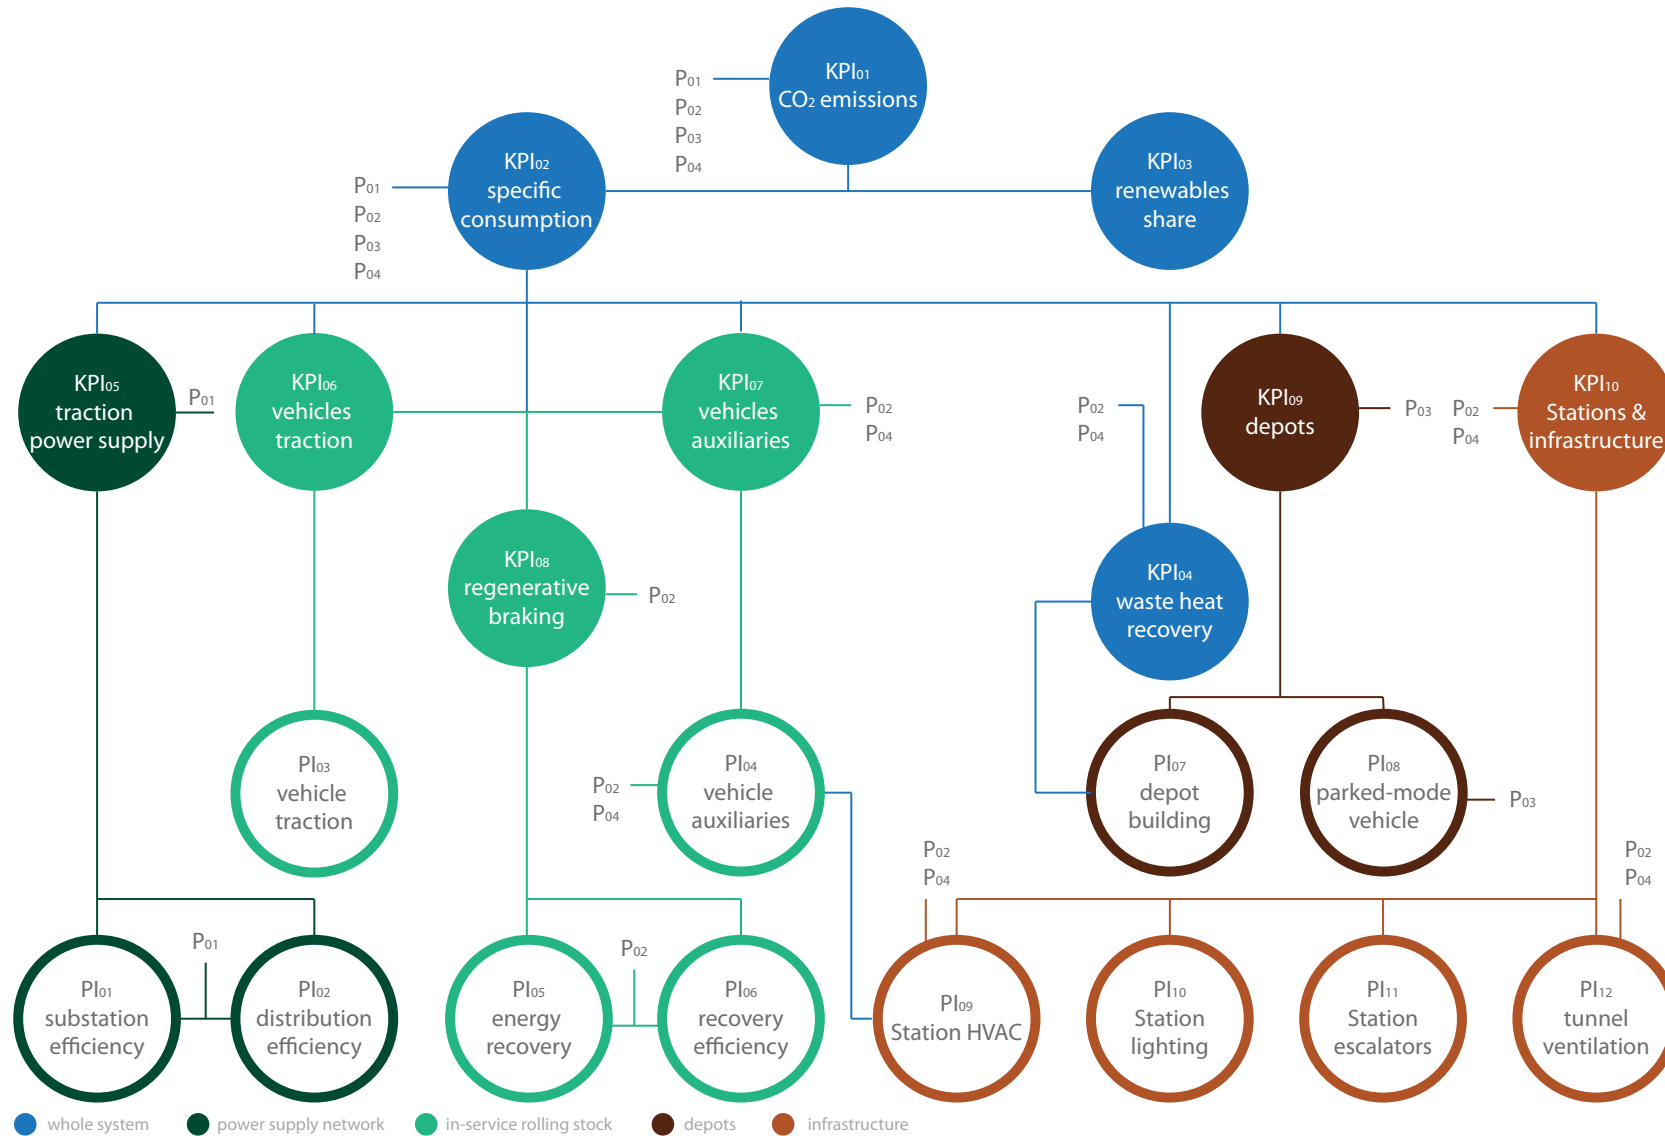 KPI01
CO2 emissions
P01
P02
P03
P04
KPI02
specific
consumption
P01
P02
P03
P04
KPI03
renewables
share
KPI05
traction
power supply
P01
KPI06
vehicles
traction
KPI07
vehicles
auxiliaries
P02
P04
P02
P04
KPI09
depots
P03
P02
P04
KPI10
Stations &
infrastructure
KPI08
regenerative
braking
P02
KPI04
waste heat
recovery
PI03
vehicle
traction
P02
P04
PI04
vehicle
auxiliaries
PI07
depot
building
PI08
parked-mode
vehicle
P03
P02
P04
P02
P04
P01
P02
PI01
substation
efficiency
PI02
distribution
efficiency
PI05
energy
recovery
PI06
recovery
efficiency
PI09
Station HVAC
PI10
Station
lighting
PI11
Station
escalators
PI12
tunnel
ventilation
whole system
power supply network
in-service rolling stock
depots
infrastructure